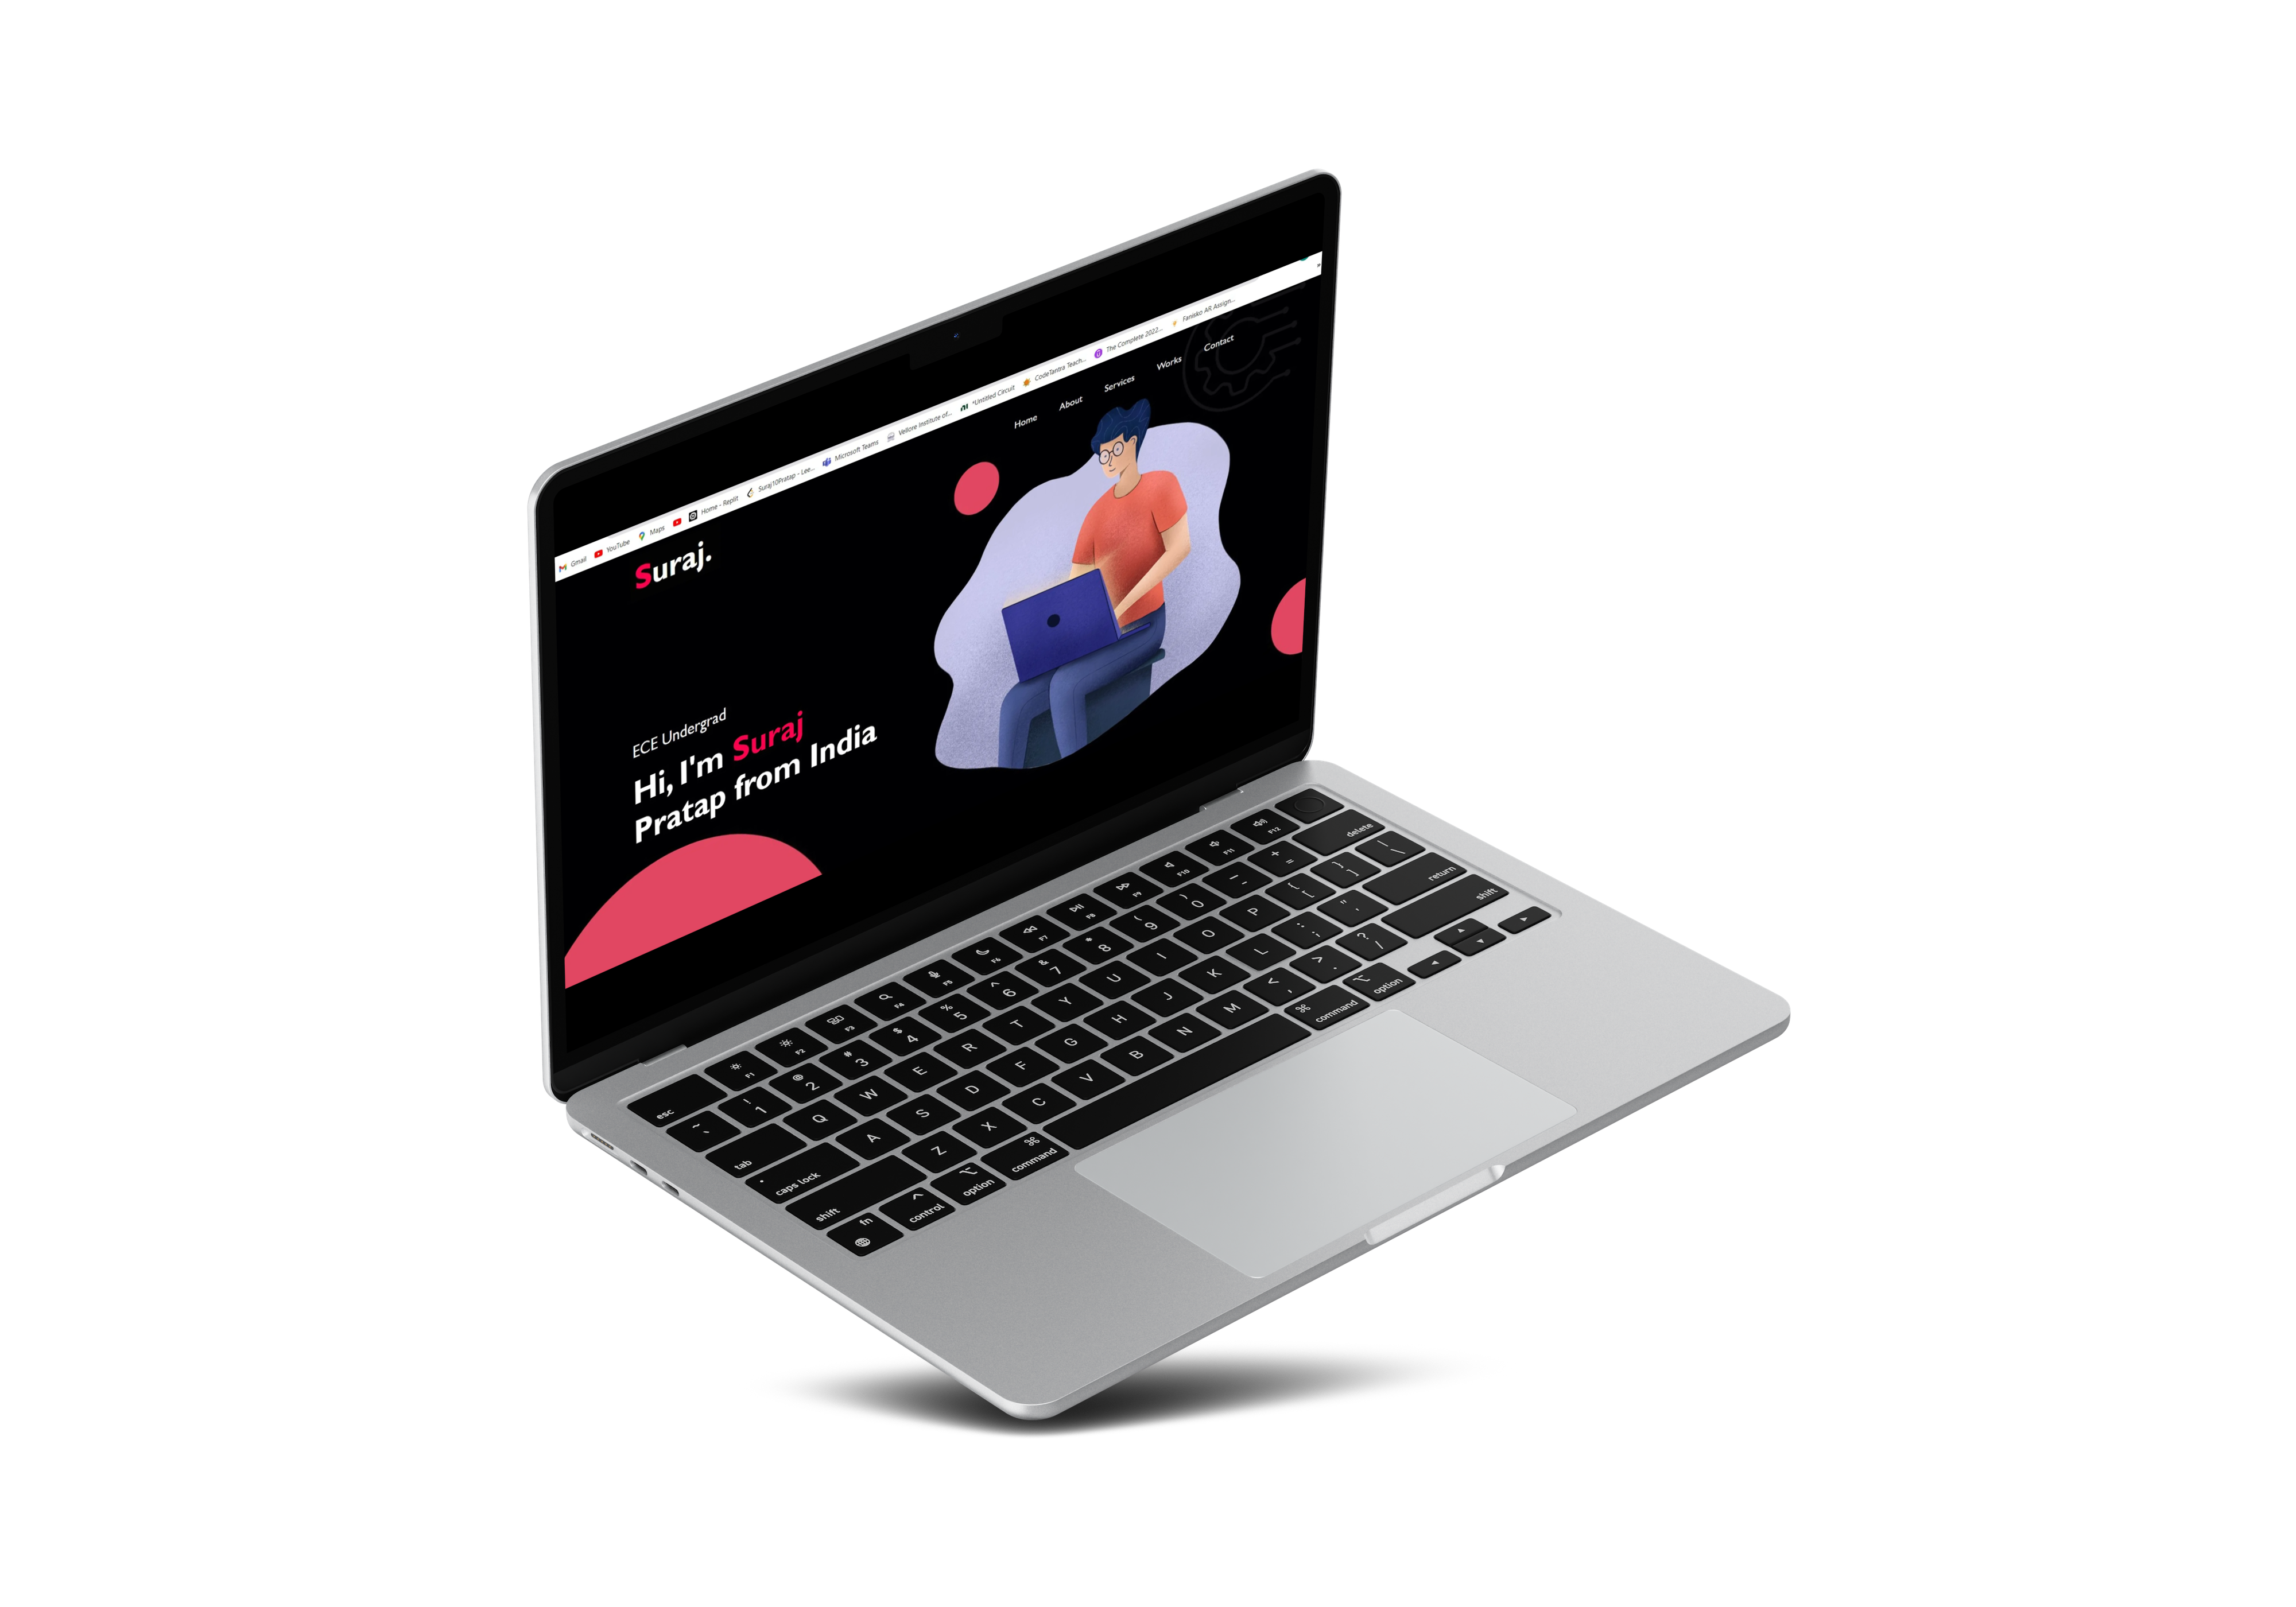 Gmail YouTube Maps Home - Replit Suraj10Pratap - Lee... Microsoft Teams Vellore Institute of... *Untitled Circuit CodeTantra Teach... The Complete 2022... Fanisko AR Assign...
Suraj.
Home About Services Works Contact
ECE Undergrad
Hi, I'm Suraj
Pratap from India
esc F1 F2 F3 F4 F5 F6 F7 F8 F9 F10 F11 F12
~ ` ! 1 @ 2 # 3 $ 4 % 5 ^ 6 & 7 * 8 ( 9 ) 0 _ - + = delete
tab Q W E R T Y U I O P { [ } ] | \
caps lock A S D F G H J K L : ; " ' return
shift Z X C V B N M < , > . ? / shift
fn control option command command option